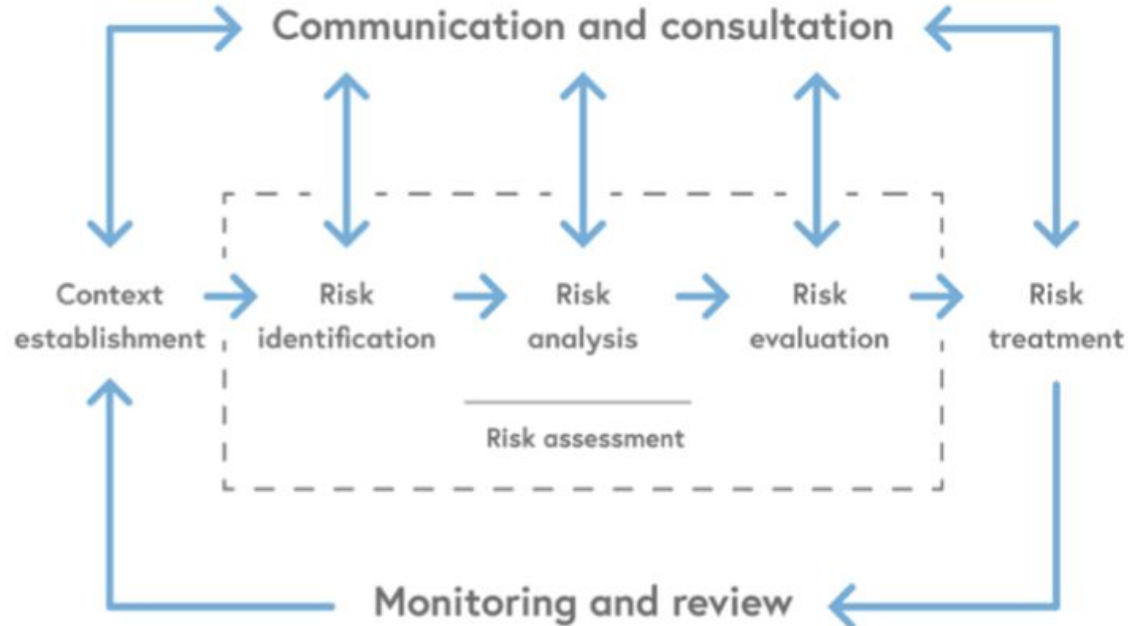 Communication and consultation
Context
establishment
Risk
identification
Risk
analysis
Risk
evaluation
Risk
treatment
Risk assessment
Monitoring and review